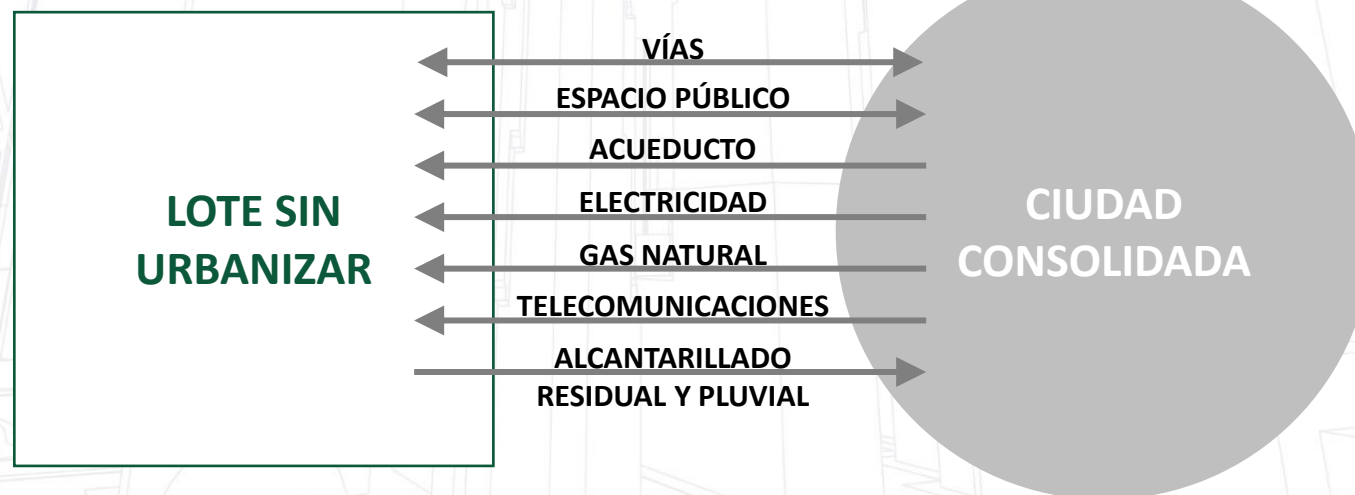 VÍAS
ESPACIO PÚBLICO
ACUEDUCTO
ELECTRICIDAD
GAS NATURAL
TELECOMUNICACIONES
ALCANTARILLADO
RESIDUAL Y PLUVIAL
LOTE SIN
URBANIZAR
CIUDAD
CONSOLIDADA